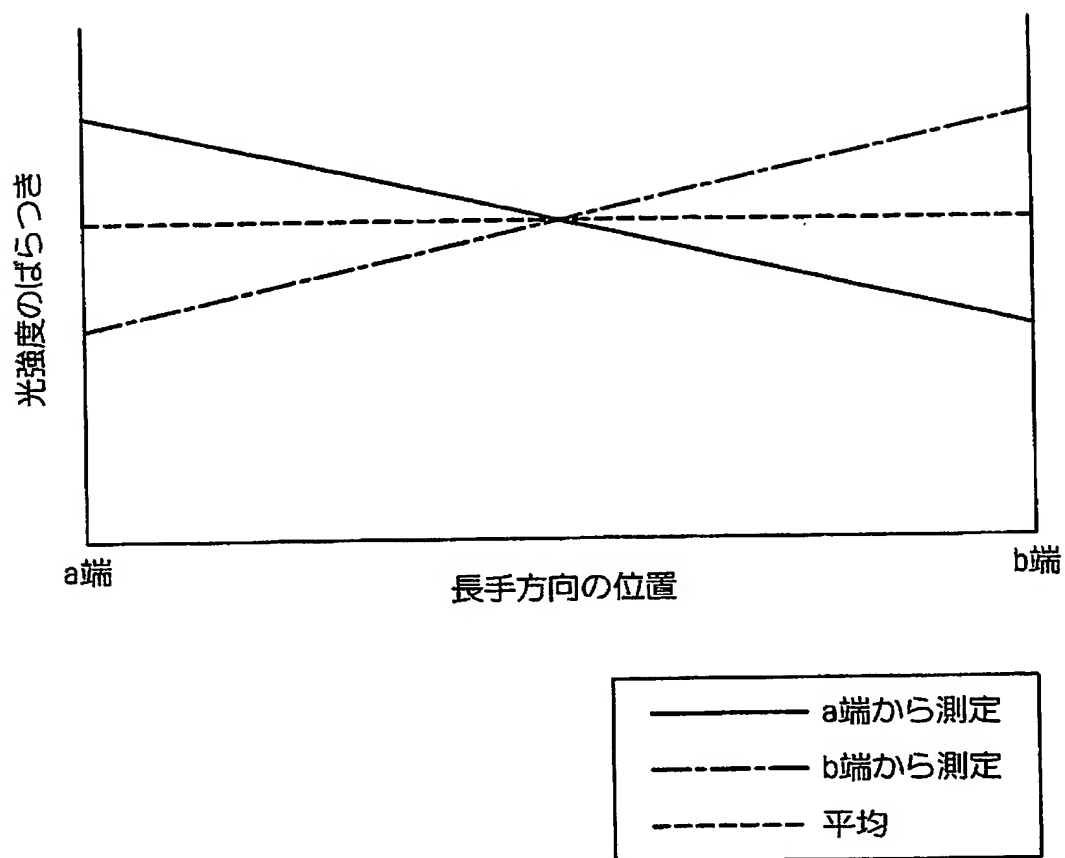 光強度のばらつき
a端
b端
長手方向の位置
a端から測定
b端から測定
平均